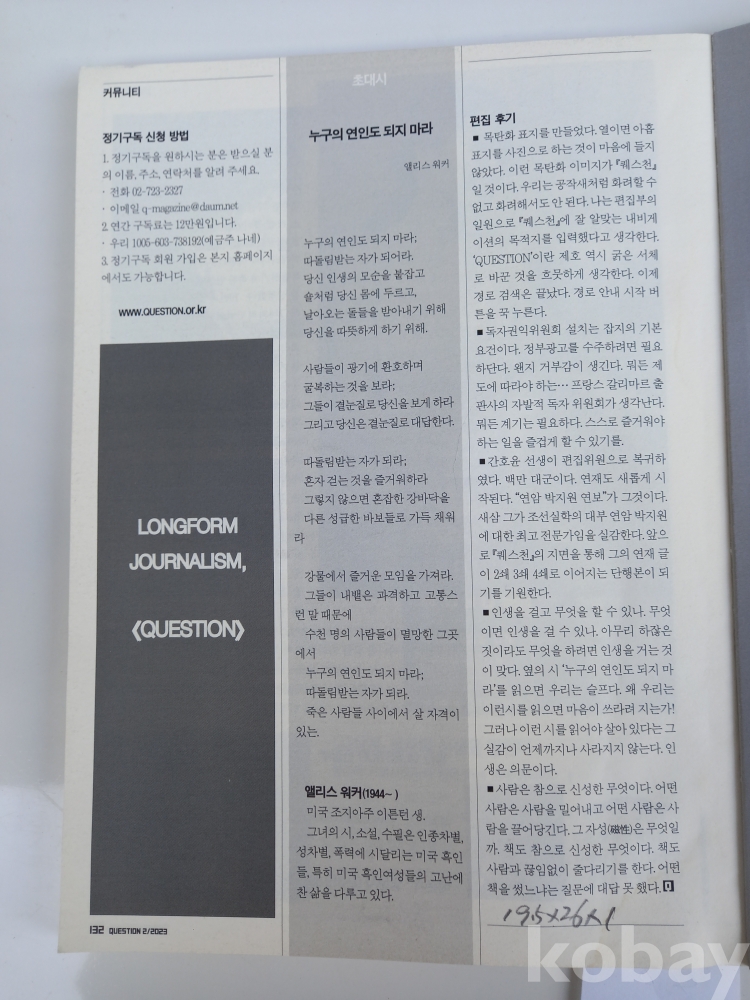 커뮤니티
정기구독 신청 방법
1. 정기구독을 원하시는 분은 받으실 분
의 이름, 주소, 연락처를 알려 주세요.
· 전화 02-723-2327
· 이메일 q-magazine@daum.net
2. 연간 구독료는 12만원입니다.
· 우리 1005-603-738192(예금주 나네)
3. 정기구독 회원 가입은 본지 홈페이지
에서도 가능합니다.
www.QUESTION.or.kr
LONGFORM
JOURNALISM,
《QUESTION》
132 QUESTION 2/2023
초대시
누구의 연인도 되지 마라
앨리스 워커
누구의 연인도 되지 마라;
따돌림받는 자가 되어라.
당신 인생의 모순을 붙잡고
숄처럼 당신 몸에 두르고,
날아오는 돌들을 받아내기 위해
당신을 따뜻하게 하기 위해.
사람들이 광기에 환호하며
굴복하는 것을 보라;
그들이 곁눈질로 당신을 보게 하라
그리고 당신은 곁눈질로 대답한다.
따돌림받는 자가 되라;
혼자 걷는 것을 즐거워하라
그렇지 않으면 혼잡한 강바닥을
다른 성급한 바보들로 가득 채워
라
강물에서 즐거운 모임을 가져라.
그들이 내뱉은 과격하고 고통스
런 말 때문에
수천 명의 사람들이 멸망한 그곳
에서
누구의 연인도 되지 마라;
따돌림받는 자가 되라.
죽은 사람들 사이에서 살 자격이
있는.
앨리스 워커(1944~ )
미국 조지아주 이튼턴 생.
그녀의 시, 소설, 수필은 인종차별,
성차별, 폭력에 시달리는 미국 흑인
들, 특히 미국 흑인여성들의 고난에
찬 삶을 다루고 있다.
편집 후기
■ 목탄화 표지를 만들었다. 열이면 아홉
표지를 사진으로 하는 것이 마음에 들지
않았다. 이런 목탄화 이미지가 『퀘스천』
일 것이다. 우리는 공작새처럼 화려할 수
없고 화려해서도 안 된다. 나는 편집부의
일원으로 『퀘스천』에 잘 알맞는 내비게
이션의 목적지를 입력했다고 생각한다.
'QUESTION'이란 제호 역시 굵은 서체
로 바꾼 것을 흐뭇하게 생각한다. 이제
경로 검색은 끝났다. 경로 안내 시작 버
튼을 꾹 누른다.
■ 독자권익위원회 설치는 잡지의 기본
요건이다. 정부광고를 수주하려면 필요
하단다. 왠지 거부감이 생긴다. 뭐든 제
도에 따라야 하는… 프랑스 갈리마르 출
판사의 자발적 독자 위원회가 생각난다.
뭐든 계기는 필요하다. 스스로 즐거워야
하는 일을 즐겁게 할 수 있기를.
■ 간호윤 선생이 편집위원으로 복귀하
였다. 백만 대군이다. 연재도 새롭게 시
작된다. "연암 박지원 연보"가 그것이다.
새삼 그가 조선실학의 대부 연암 박지원
에 대한 최고 전문가임을 실감한다. 앞으
로 『퀘스천』의 지면을 통해 그의 연재 글
이 2쇄 3쇄 4쇄로 이어지는 단행본이 되
기를 기원한다.
■ 인생을 걸고 무엇을 할 수 있나. 무엇
이면 인생을 걸 수 있나. 아무리 하잖은
짓이라도 무엇을 하려면 인생을 거는 것
이 맞다. 옆의 시 '누구의 연인도 되지 마
라'를 읽으면 우리는 슬프다. 왜 우리는
이런시를 읽으면 마음이 쓰라려 지는가!
그러나 이런 시를 읽어야 살아 있다는 그
실감이 언제까지나 사라지지 않는다. 인
생은 의문이다.
■ 사람은 참으로 신성한 무엇이다. 어떤
사람은 사람을 밀어내고 어떤 사람은 사
람을 끌어당긴다. 그 자성(磁性)은 무엇일
까. 책도 참으로 신성한 무엇이다. 책도
사람과 끊임없이 줄다리기를 한다. 어떤
책을 썼느냐는 질문에 대답 못 했다. Q
19.5x26x1
kobay